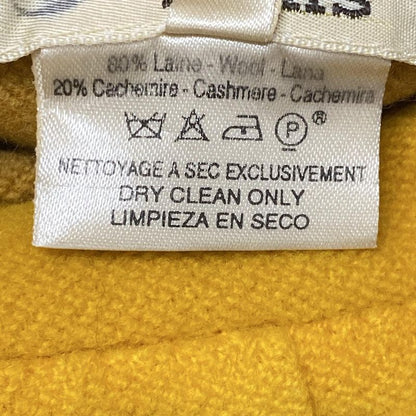 80% Laine - Wool - Lana
20% Cachemire - Cashmere - Cachemira
P®
NETTOYAGE A SEC EXCLUSIVEMENT
DRY CLEAN ONLY
LIMPIEZA EN SECO